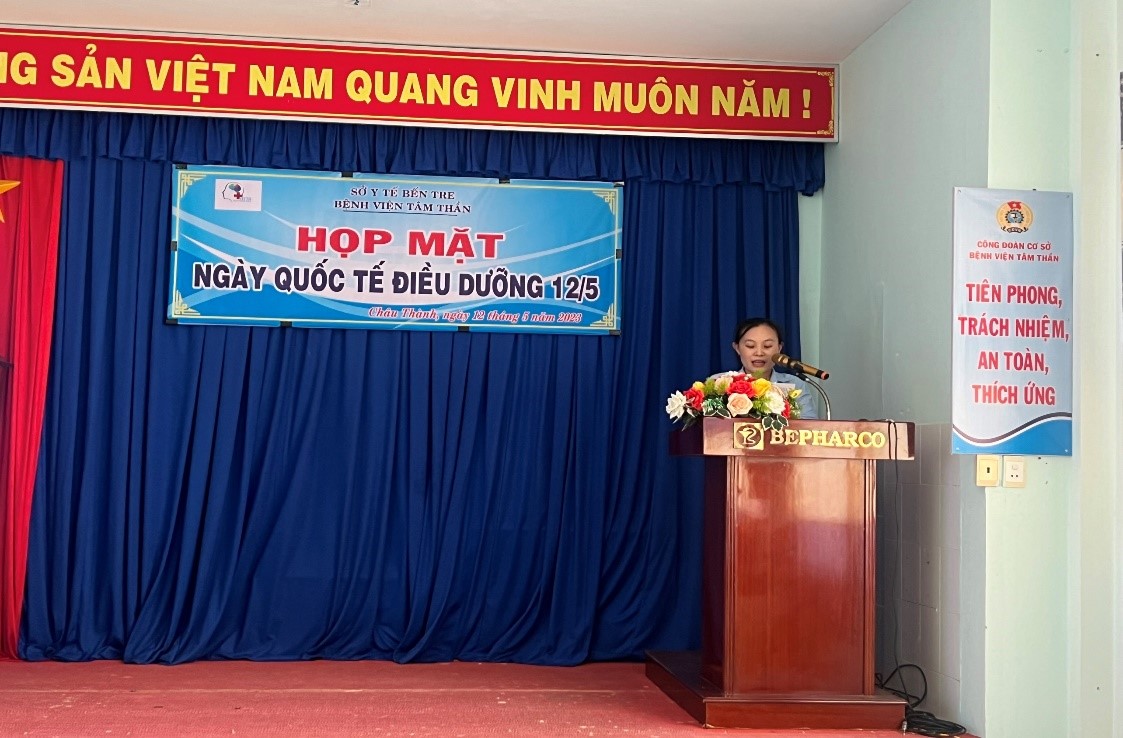 NG SẢN VIỆT NAM QUANG VINH MUÔN NĂM !
SỞ Y TẾ BẾN TRE
BỆNH VIỆN TÂM THẦN
HỌP MẶT
NGÀY QUỐC TẾ ĐIỀU DƯỠNG 12/5
Châu Thành, ngày 12 tháng 5 năm 2023
CÔNG ĐOÀN CƠ SỞ
BỆNH VIỆN TÂM THẦN
TIÊN PHONG,
TRÁCH NHIỆM,
AN TOÀN,
THÍCH ỨNG
BEPHARCO